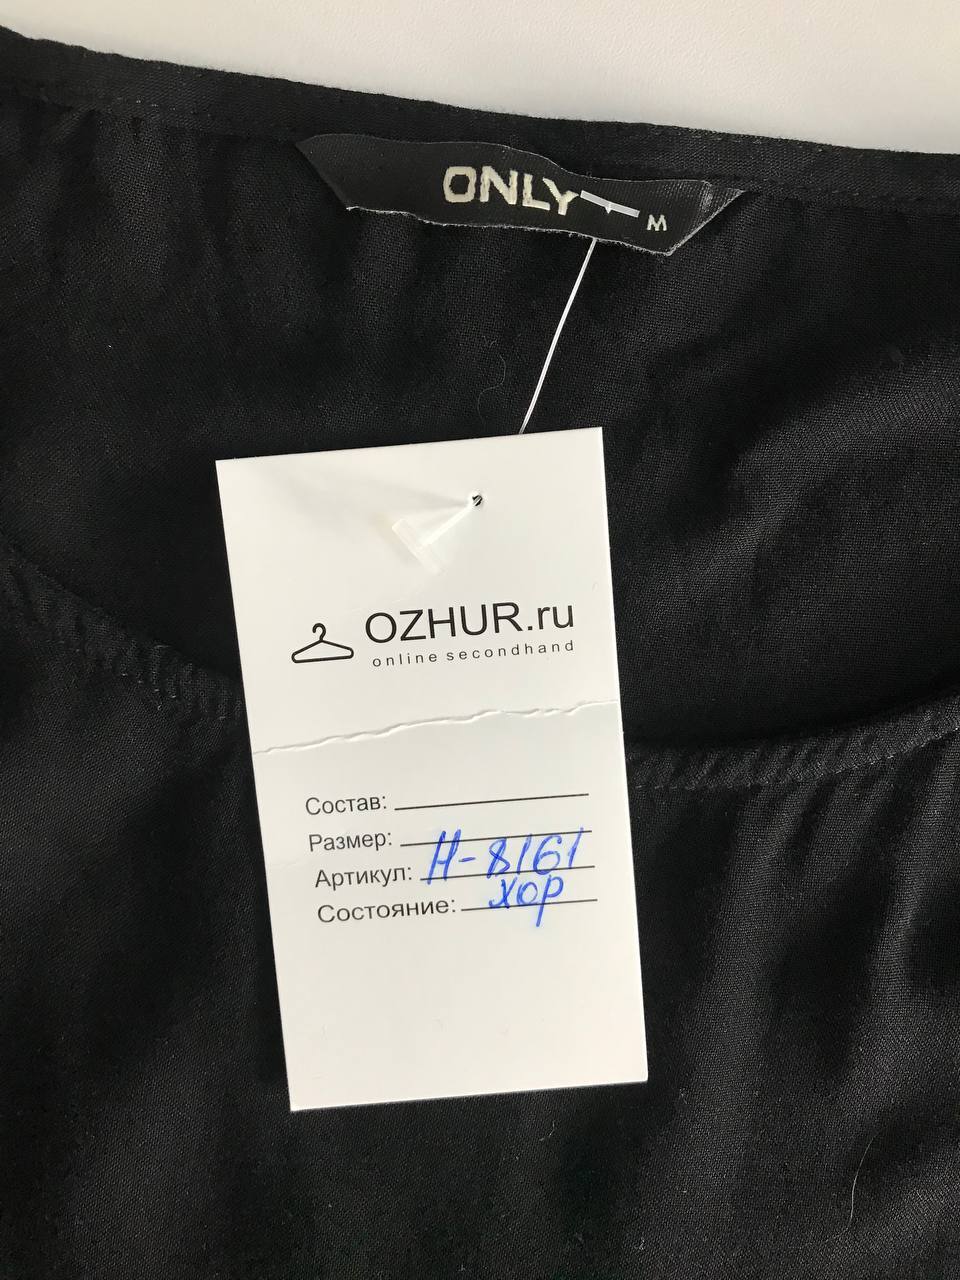 ONLY M
OZHUR.ru
online secondhand
Состав:
Размер:
Артикул: Н-8161
Состояние: хор